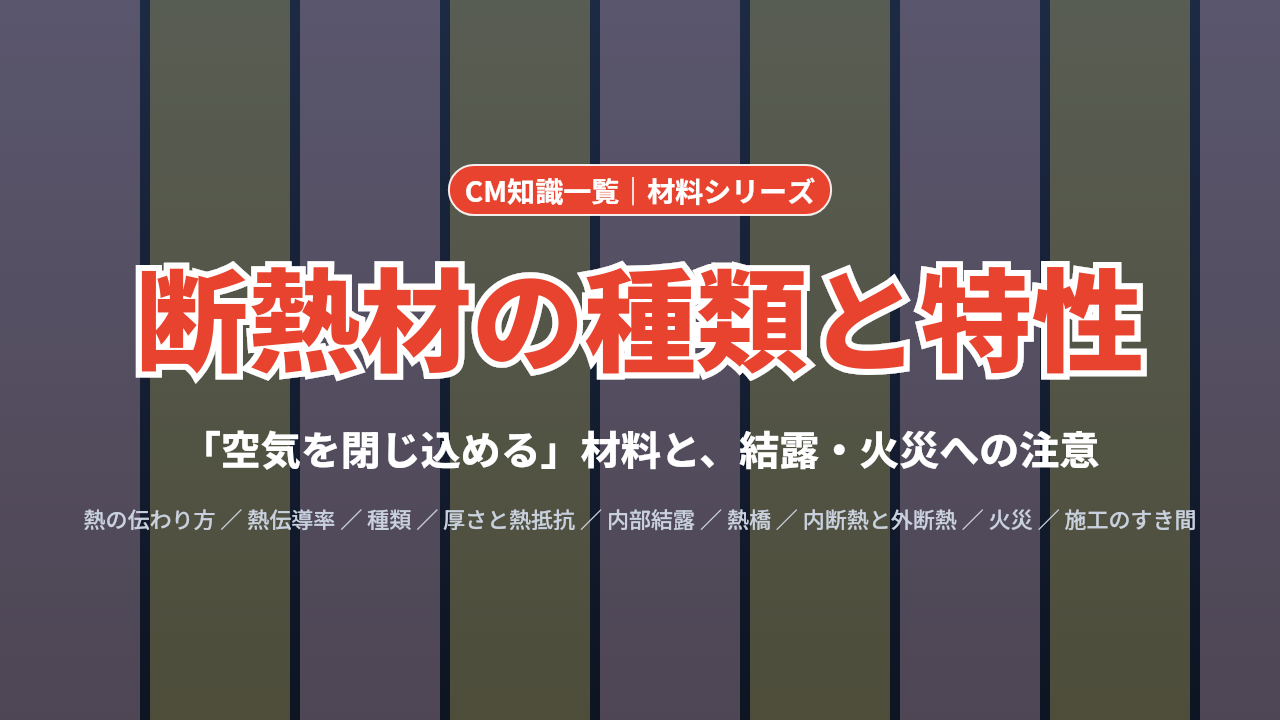 CM知識一覧｜材料シリーズ
断熱材の種類と特性
「空気を閉じ込める」材料と、結露・火災への注意
熱の伝わり方 ／ 熱伝導率 ／ 種類 ／ 厚さと熱抵抗 ／ 内部結露 ／ 熱橋 ／ 内断熱と外断熱 ／ 火災 ／ 施工のすき間